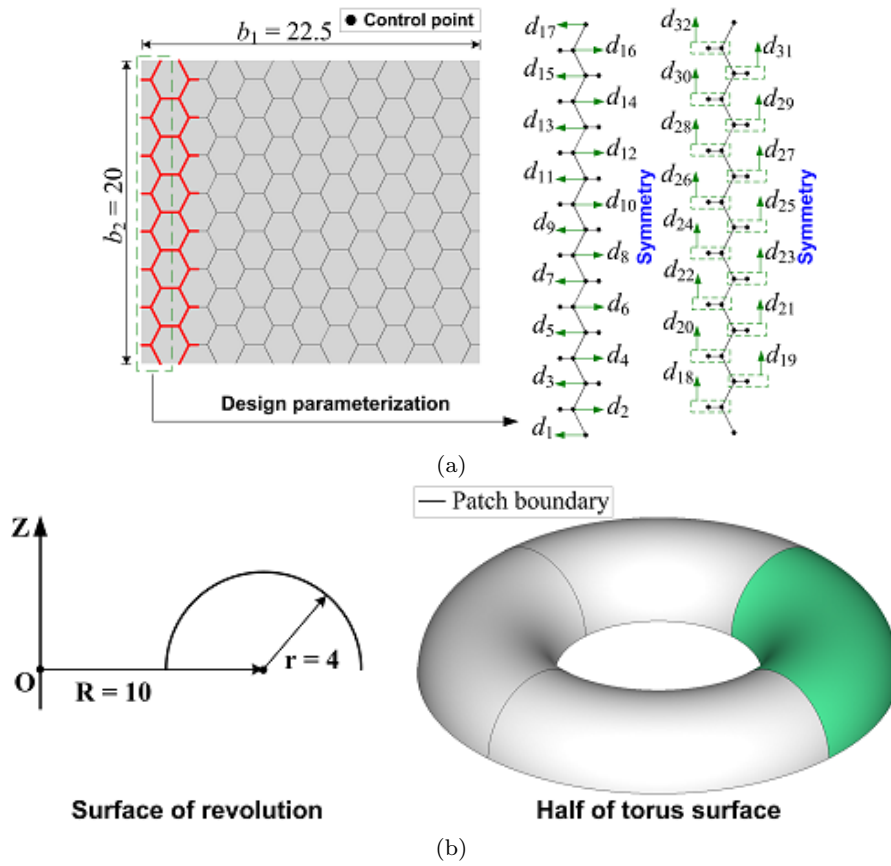 ● Control point
b₁ = 22.5
b₂ = 20
Design parameterization
d₁₇
d₁₆
d₁₅
d₁₄
d₁₃
d₁₂
d₁₁
d₁₀
d₉
d₈
d₇
d₆
d₅
d₄
d₃
d₂
d₁
Symmetry
d₃₂
d₃₁
d₃₀
d₂₉
d₂₈
d₂₇
d₂₆
d₂₅
d₂₄
d₂₃
d₂₂
d₂₁
d₂₀
d₁₉
d₁₈
Symmetry
(a)
— Patch boundary
Z
O
R = 10
r = 4
Surface of revolution
Half of torus surface
(b)